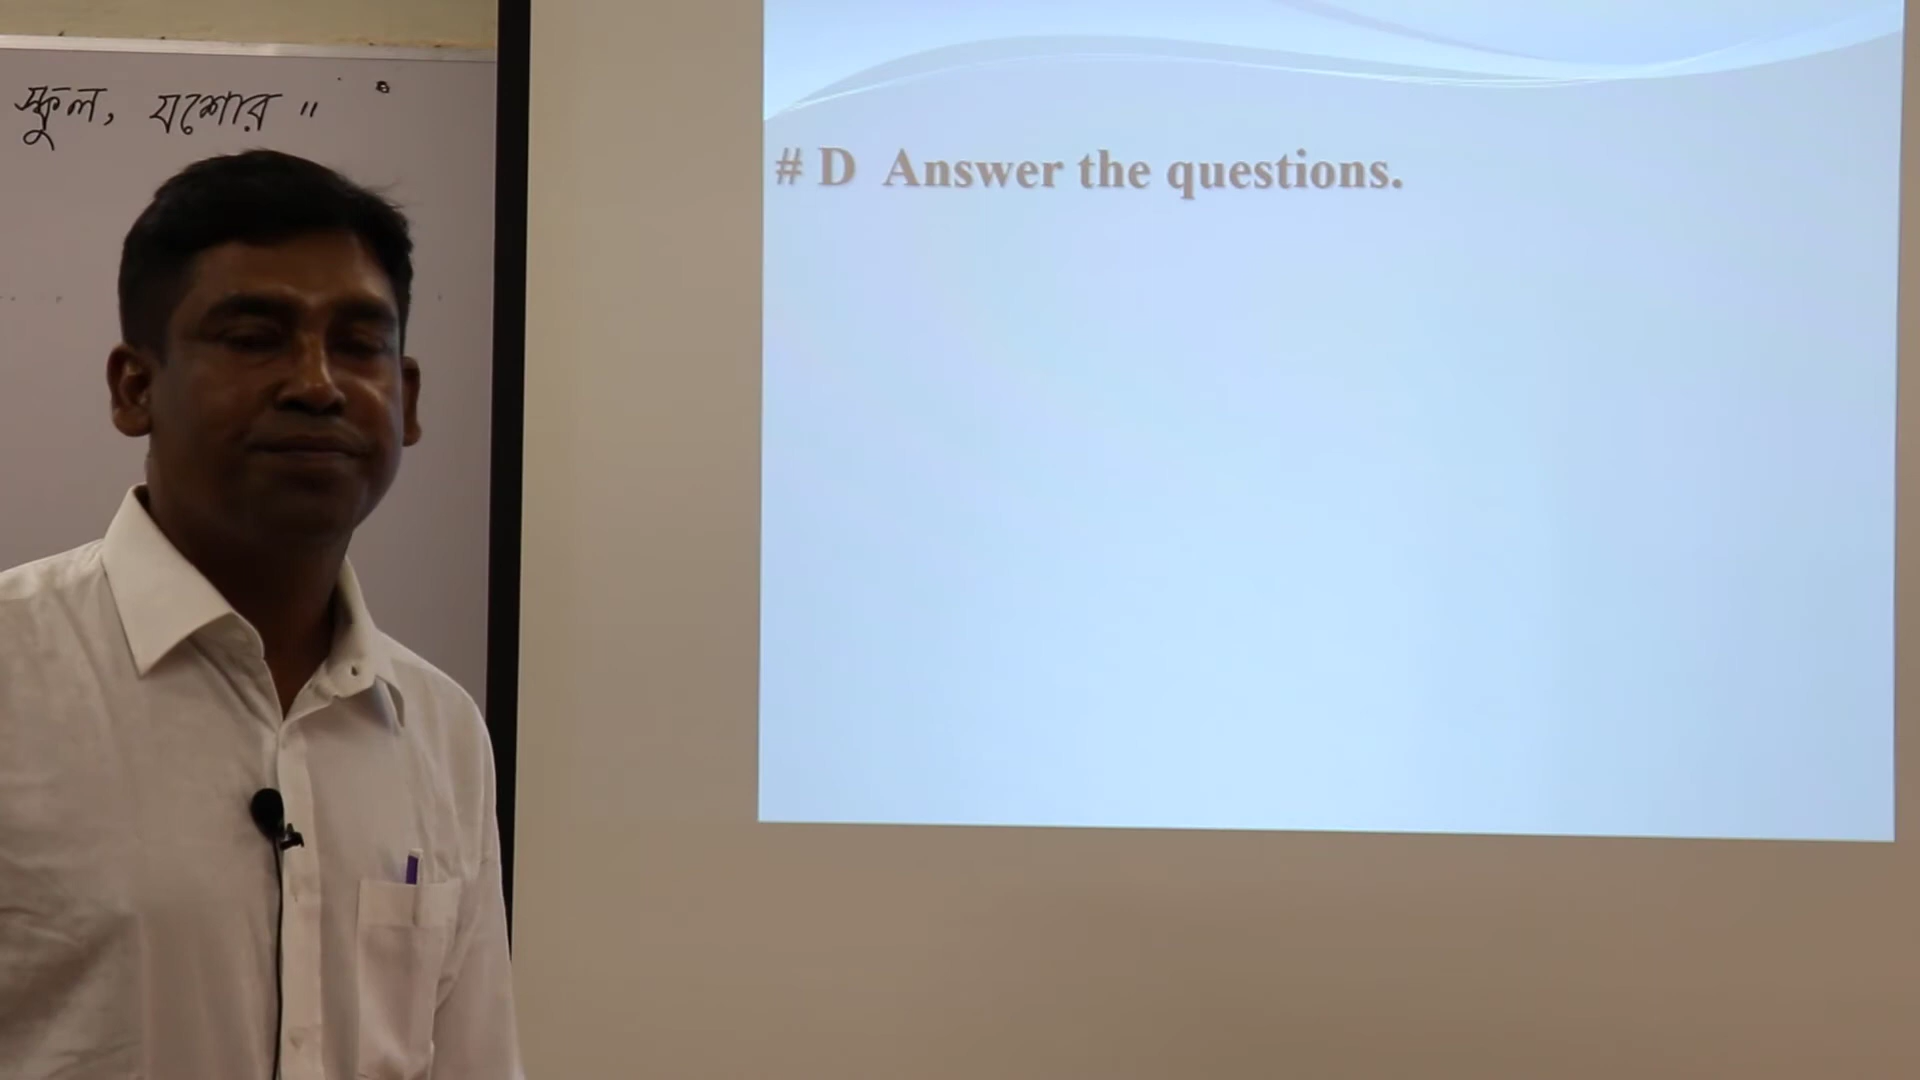 স্কুল, যশোর"
# D Answer the questions.